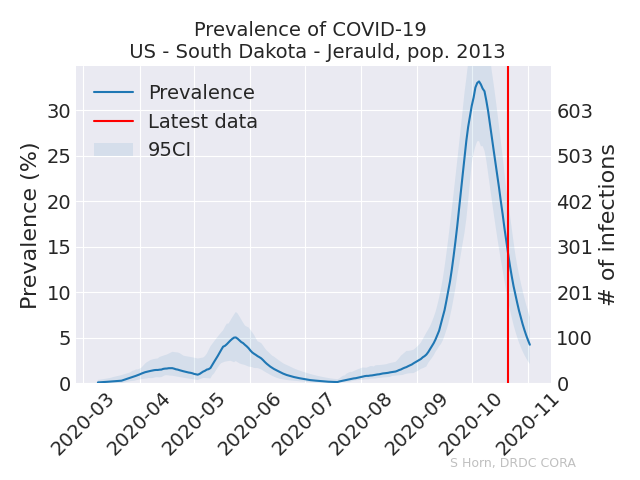 Prevalence of COVID-19
US - South Dakota - Jerauld, pop. 2013
Prevalence
Latest data
95CI
Prevalence (%)
30
25
20
15
10
5
0
603
503
402
301
201
100
0
# of infections
2020-03
2020-04
2020-05
2020-06
2020-07
2020-08
2020-09
2020-10
2020-11
S Horn, DRDC CORA